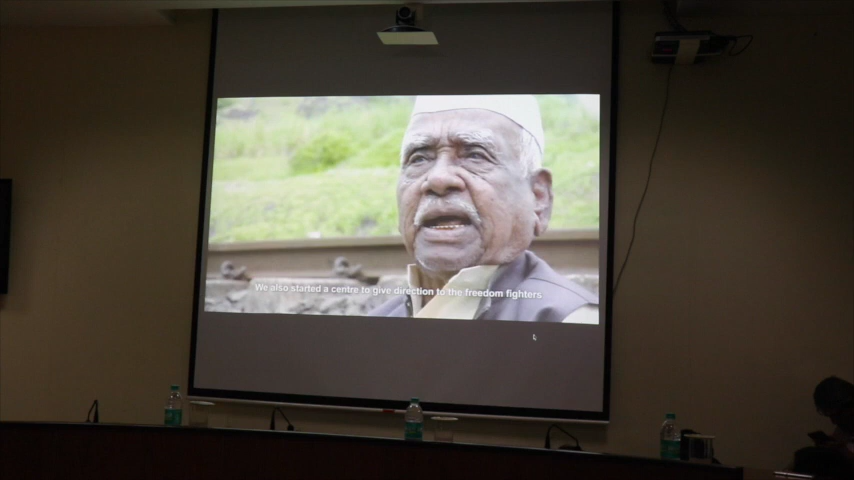 We also started a centre to give direction to the freedom fighters